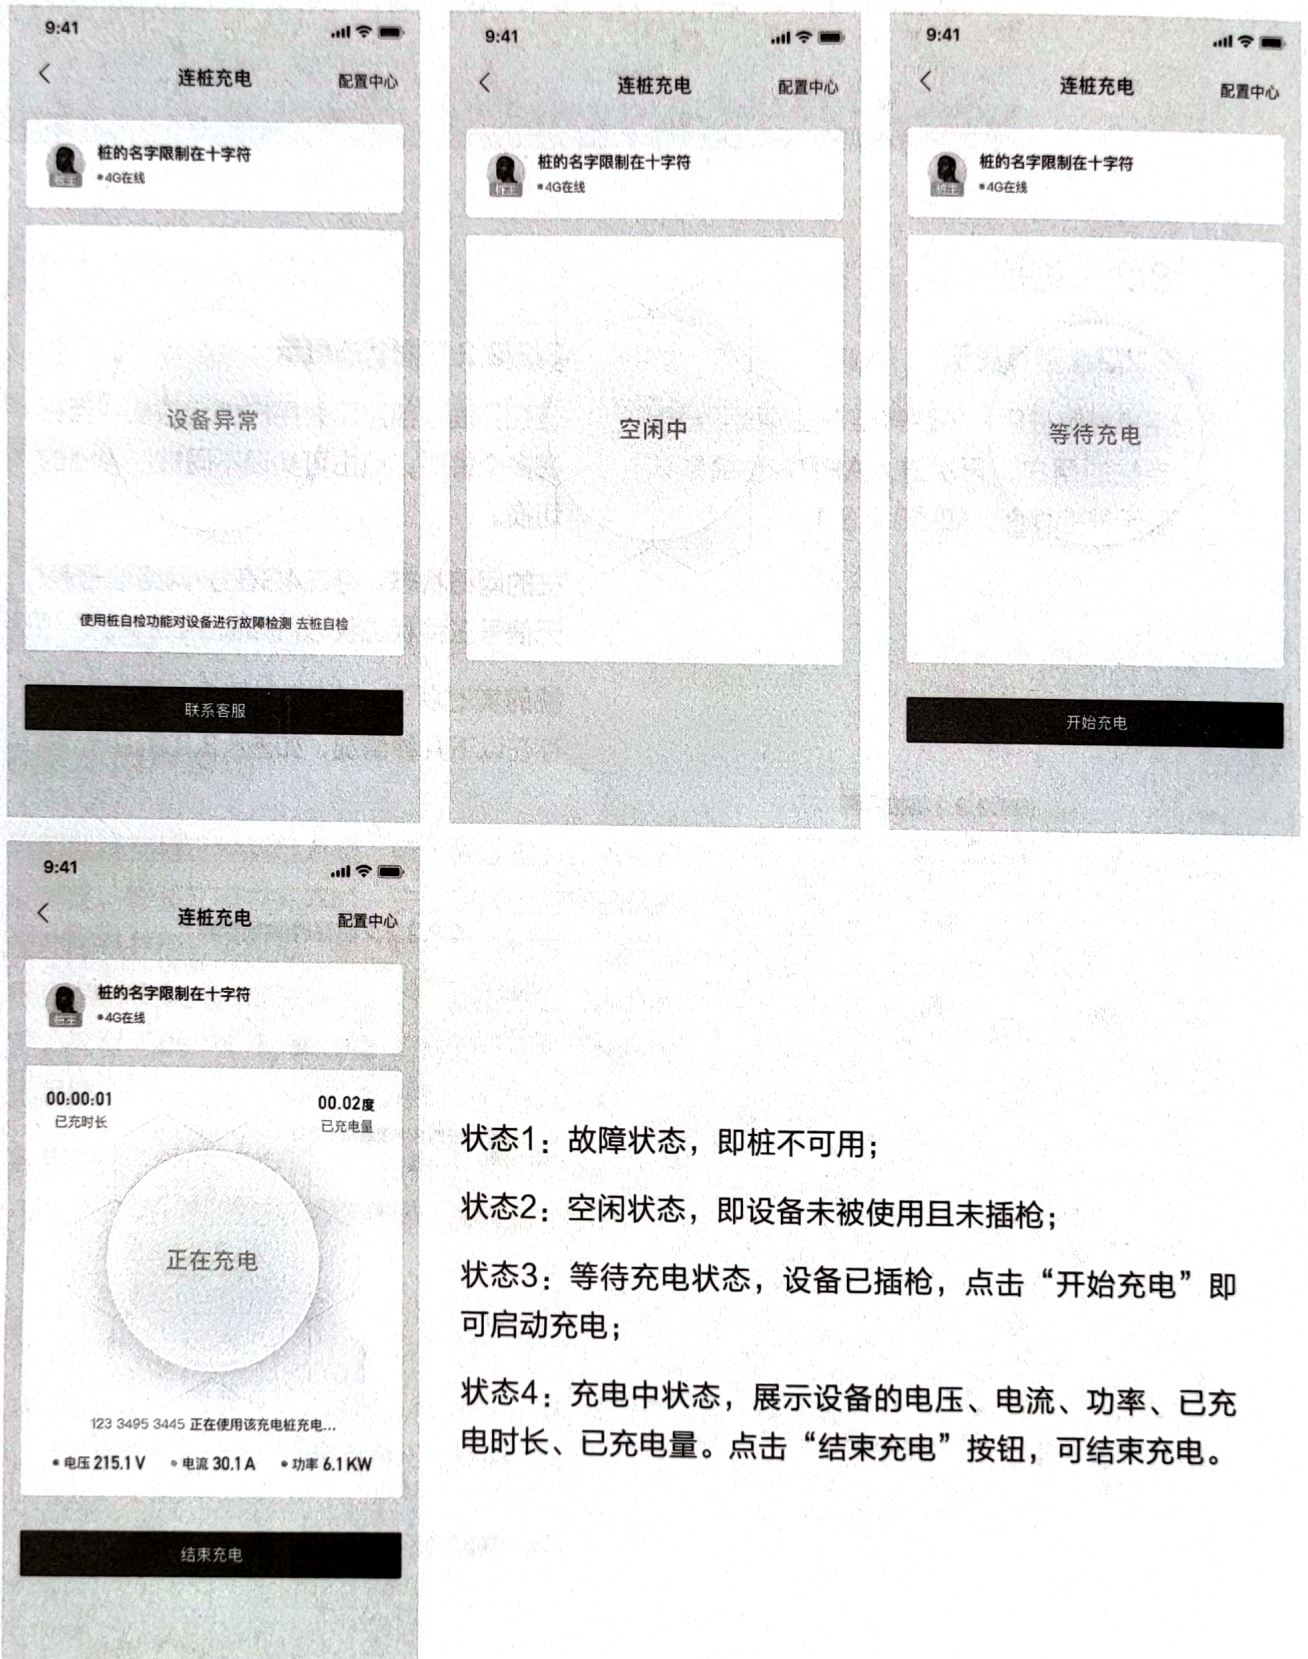 9:41
连桩充电
配置中心
桩的名字限制在十字符
4G在线
设备异常
使用桩自检功能对设备进行故障检测 去桩自检
联系客服
9:41
连桩充电
配置中心
桩的名字限制在十字符
4G在线
空闲中
9:41
连桩充电
配置中心
桩的名字限制在十字符
4G在线
等待充电
开始充电
9:41
连桩充电
配置中心
桩的名字限制在十字符
4G在线
00:00:01
00.02度
已充时长
已充电量
正在充电
123 3495 3445 正在使用该充电桩充电...
电压 215.1 V 电流 30.1 A 功率 6.1 KW
结束充电
状态1：故障状态，即桩不可用；
状态2：空闲状态，即设备未被使用且未插枪；
状态3：等待充电状态，设备已插枪，点击“开始充电”即
可启动充电；
状态4：充电中状态，展示设备的电压、电流、功率、已充
电时长、已充电量。点击“结束充电”按钮，可结束充电。